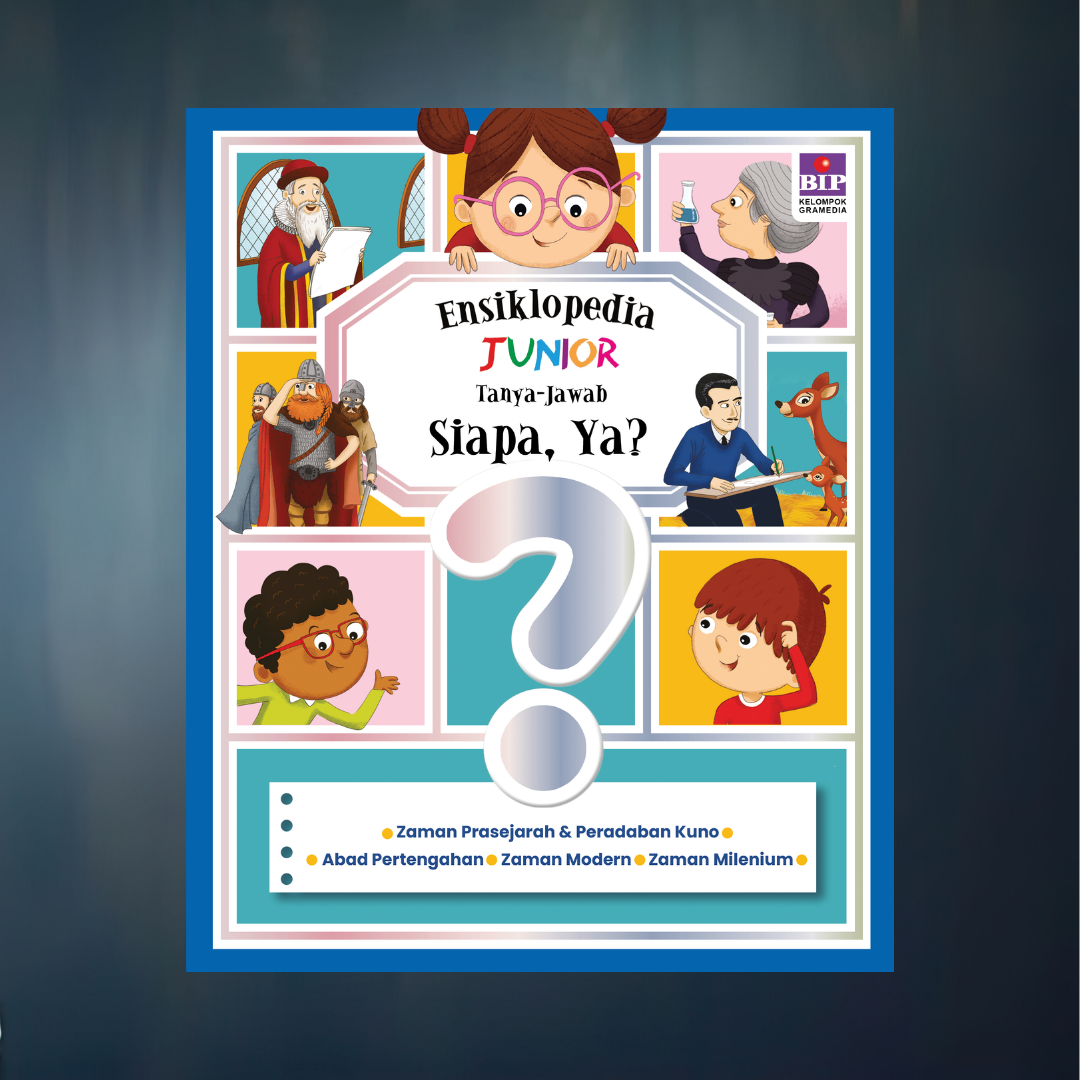 BIP
KELOMPOK
GRAMEDIA
Ensiklopedia
JUNIOR
Tanya-Jawab
Siapa, Ya?
?
Zaman Prasejarah & Peradaban Kuno
Abad Pertengahan Zaman Modern Zaman Milenium